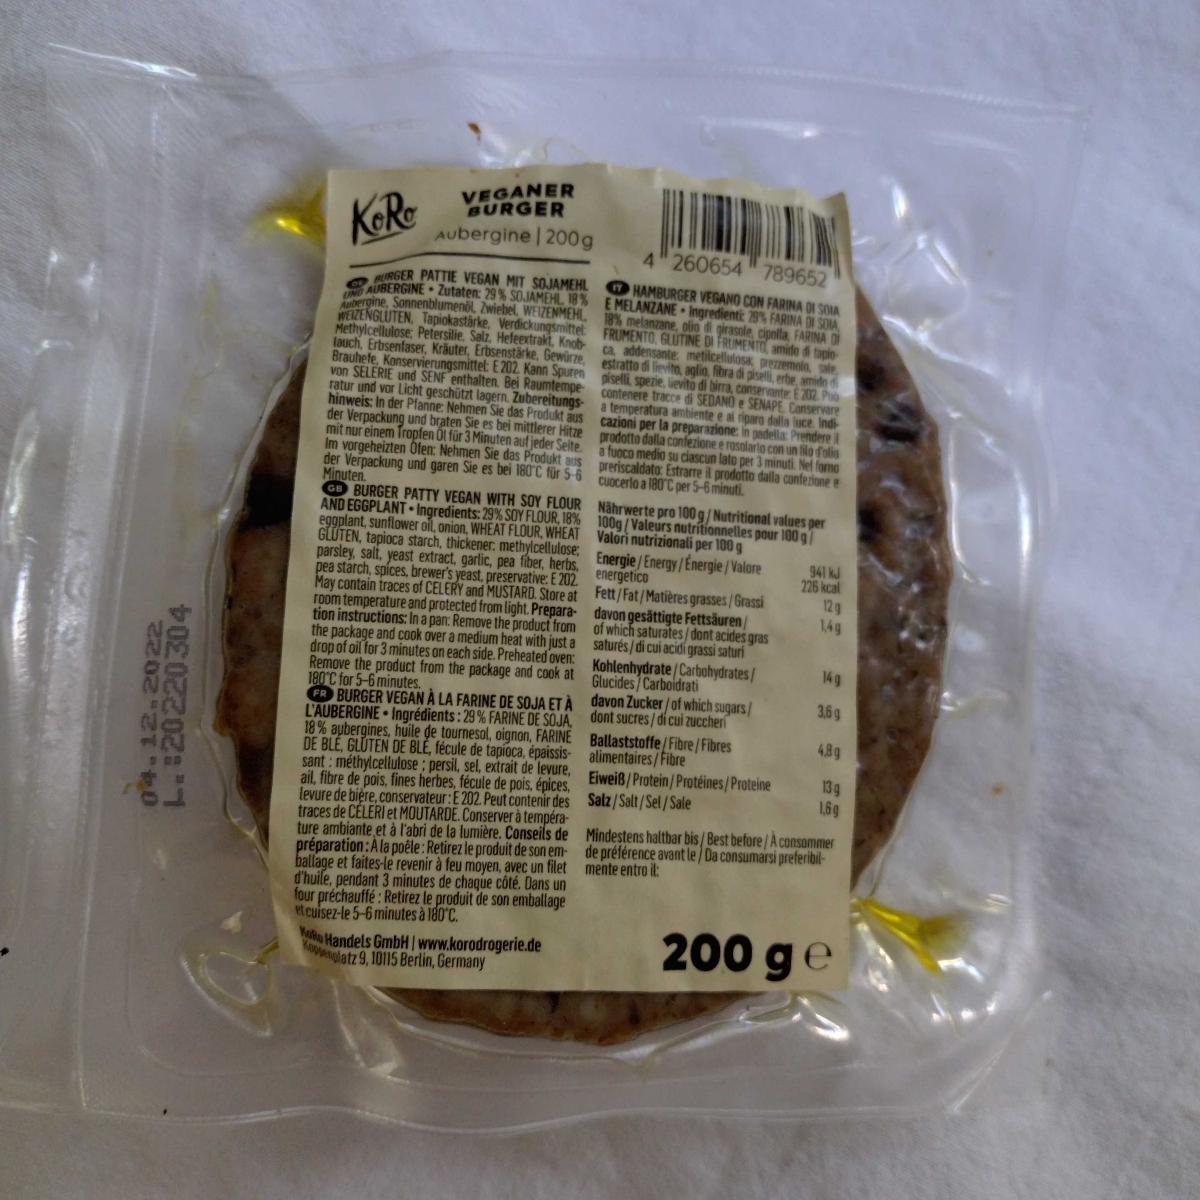 KoRo
VEGANER
BURGER
Aubergine | 200g
4 260654 789652
DE BURGER PATTIE VEGAN MIT SOJAMEHL
UND AUBERGINE • Zutaten: 29% SOJAMEHL, 18%
Aubergine, Sonnenblumenöl, Zwiebel, WEIZENMEHL,
WEIZENGLUTEN, Tapiokastärke, Verdickungsmittel:
Methylcellulose; Petersilie, Salz, Hefeextrakt, Knob-
lauch, Erbsenfaser, Kräuter, Erbsenstärke, Gewürze,
Brauhefe, Konservierungsmittel: E 202. Kann Spuren
von SELERIE und SENF enthalten. Bei Raumtempe-
ratur und vor Licht geschützt lagern. Zubereitungs-
hinweis: In der Pfanne: Nehmen Sie das Produkt aus
der Verpackung und braten Sie es bei mittlerer Hitze
mit nur einem Tropfen Öl für 3 Minuten auf jeder Seite.
Im vorgeheizten Ofen: Nehmen Sie das Produkt aus
der Verpackung und garen Sie es bei 180°C für 5-6
Minuten.
GB BURGER PATTY VEGAN WITH SOY FLOUR
AND EGGPLANT • Ingredients: 29% SOY FLOUR, 18%
eggplant, sunflower oil, onion, WHEAT FLOUR, WHEAT
GLUTEN, tapioca starch, thickener: methylcellulose;
parsley, salt, yeast extract, garlic, pea fiber, herbs,
pea starch, spices, brewer's yeast, preservative: E 202.
May contain traces of CELERY and MUSTARD. Store at
room temperature and protected from light. Prepara-
tion instructions: In a pan: Remove the product from
the package and cook over a medium heat with just a
drop of oil for 3 minutes on each side. Preheated oven:
Remove the product from the package and cook at
180°C for 5-6 minutes.
FR BURGER VEGAN À LA FARINE DE SOJA ET À
L'AUBERGINE • Ingrédients : 29 % FARINE DE SOJA,
18 % aubergines, huile de tournesol, oignon, FARINE
DE BLÉ, GLUTEN DE BLÉ, fécule de tapioca, épaissis-
sant : méthylcellulose ; persil, sel, extrait de levure,
ail, fibre de pois, fines herbes, fécule de pois, épices,
levure de bière, conservateur : E 202. Peut contenir des
traces de CÉLERI et MOUTARDE. Conserver à tempéra-
ture ambiante et à l'abri de la lumière. Conseils de
préparation : À la poêle : Retirez le produit de son em-
ballage et faites-le revenir à feu moyen, avec un filet
d'huile, pendant 3 minutes de chaque côté. Dans un
four préchauffé : Retirez le produit de son emballage
et cuisez-le 5-6 minutes à 180°C.
KoRo Handels GmbH | www.korodrogerie.de
Koppenplatz 9, 10115 Berlin, Germany
IT HAMBURGER VEGANO CON FARINA DI SOIA
E MELANZANE • Ingredienti: 29% FARINA DI SOIA,
18% melanzane, olio di girasole, cipolla, FARINA DI
FRUMENTO, GLUTINE DI FRUMENTO, amido di tapio-
ca, addensante: metilcellulosa; prezzemolo, sale,
estratto di lievito, aglio, fibra di piselli, erbe, amido di
piselli, spezie, lievito di birra, conservante: E 202. Può
contenere tracce di SEDANO e SENAPE. Conservare
a temperatura ambiente e al riparo dalla luce. Indi-
cazioni per la preparazione: In padella: Prendere il
prodotto dalla confezione e rosolarlo con un filo d'olio
a fuoco medio su ciascun lato per 3 minuti. Nel forno
preriscaldato: Estrarre il prodotto dalla confezione e
cuocerlo a 180°C per 5-6 minuti.
Nährwerte pro 100 g / Nutritional values per
100g / Valeurs nutritionnelles pour 100 g /
Valori nutrizionali per 100 g
Energie / Energy / Énergie / Valore 941 kJ
energetico 226 kcal
Fett / Fat / Matières grasses / Grassi 12 g
davon gesättigte Fettsäuren / 1,4 g
of which saturates / dont acides gras
saturés / di cui acidi grassi saturi
Kohlenhydrate / Carbohydrates / 14 g
Glucides / Carboidrati
davon Zucker / of which sugars / 3,6 g
dont sucres / di cui zuccheri
Ballaststoffe / Fibre / Fibres 4,8 g
alimentaires / Fibre
Eiweiß / Protein / Protéines / Proteine 13 g
Salz / Salt / Sel / Sale 1,6 g
Mindestens haltbar bis / Best before / À consommer
de préférence avant le / Da consumarsi preferibil-
mente entro il:
200 g e
04.12.2022
L:20220304